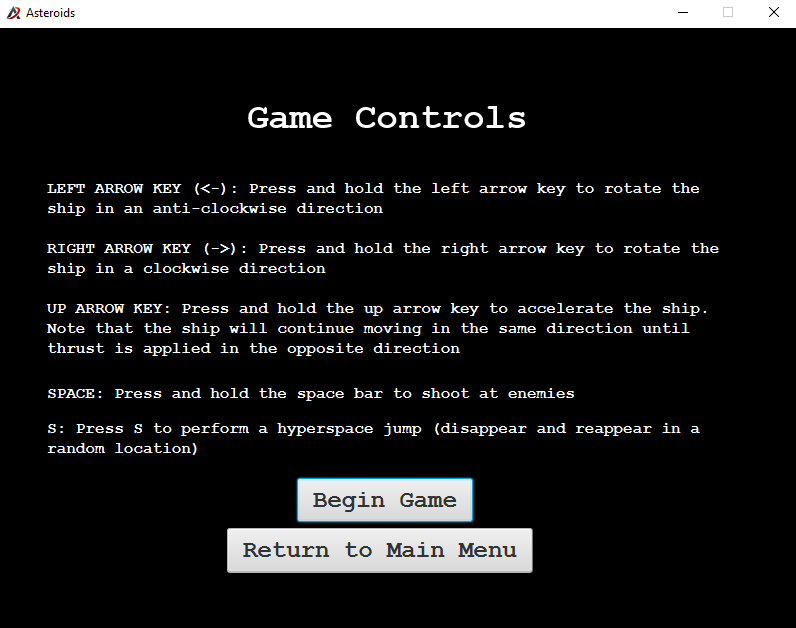 Asteroids
Game Controls
LEFT ARROW KEY (<-): Press and hold the left arrow key to rotate the
ship in an anti-clockwise direction
RIGHT ARROW KEY (->): Press and hold the right arrow key to rotate the
ship in a clockwise direction
UP ARROW KEY: Press and hold the up arrow key to accelerate the ship.
Note that the ship will continue moving in the same direction until
thrust is applied in the opposite direction
SPACE: Press and hold the space bar to shoot at enemies
S: Press S to perform a hyperspace jump (disappear and reappear in a
random location)
Begin Game
Return to Main Menu